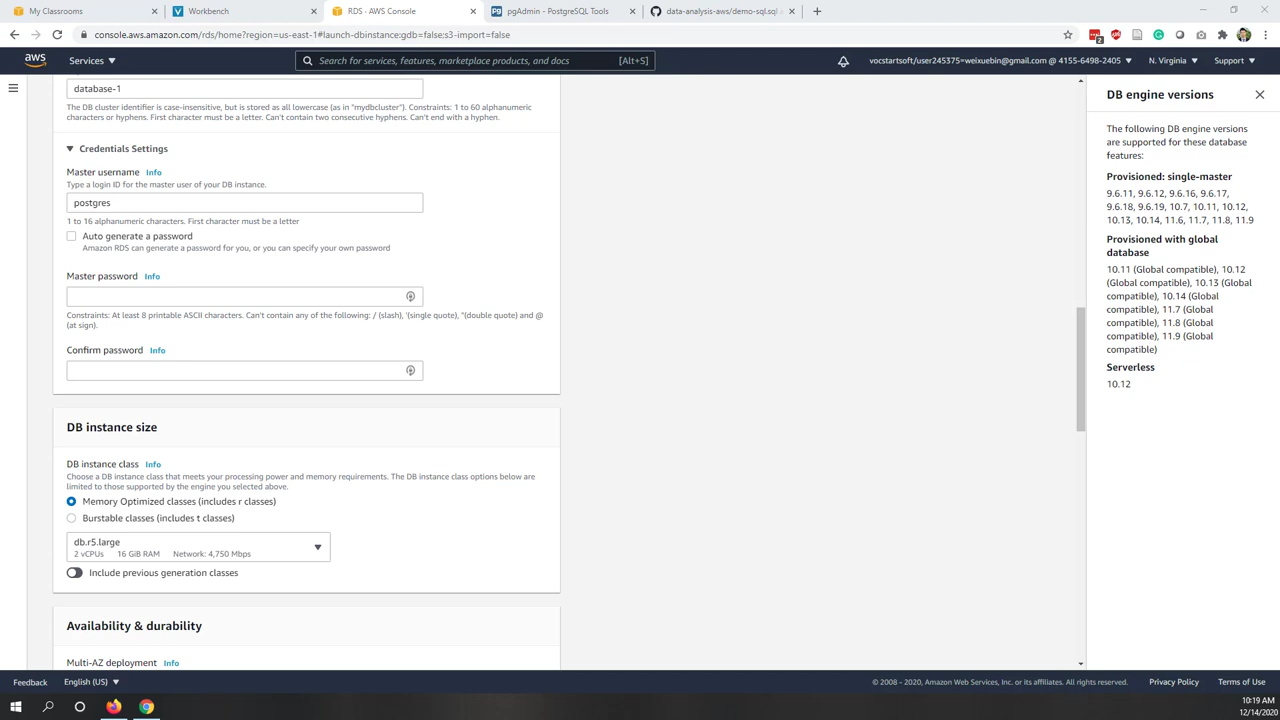 My Classrooms
Workbench
RDS · AWS Console
pgAdmin - PostgreSQL Tools
data-analysis-aws/demo-sql.sql a
console.aws.amazon.com/rds/home?region=us-east-1#launch-dbinstance:gdb=false;s3-import=false
2
aws
Services
Search for services, features, marketplace products, and docs
[Alt+S]
vocstartsoft/user245375=weixuebin@gmail.com @ 4155-6498-2405
N. Virginia
Support
database-1
The DB cluster identifier is case-insensitive, but is stored as all lowercase (as in "mydbcluster"). Constraints: 1 to 60 alphanumeric
characters or hyphens. First character must be a letter. Can't contain two consecutive hyphens. Can't end with a hyphen.
Credentials Settings
Master username Info
Type a login ID for the master user of your DB instance.
postgres
1 to 16 alphanumeric characters. First character must be a letter
Auto generate a password
Amazon RDS can generate a password for you, or you can specify your own password
Master password Info
Constraints: At least 8 printable ASCII characters. Can't contain any of the following: / (slash), '(single quote), "(double quote) and @
(at sign).
Confirm password Info
DB instance size
DB instance class Info
Choose a DB instance class that meets your processing power and memory requirements. The DB instance class options below are
limited to those supported by the engine you selected above.
Memory Optimized classes (includes r classes)
Burstable classes (includes t classes)
db.r5.large
2 vCPUs 16 GiB RAM Network: 4,750 Mbps
Include previous generation classes
Availability & durability
Multi-AZ deployment Info
DB engine versions
The following DB engine versions
are supported for these database
features:
Provisioned: single-master
9.6.11, 9.6.12, 9.6.16, 9.6.17,
9.6.18, 9.6.19, 10.7, 10.11, 10.12,
10.13, 10.14, 11.6, 11.7, 11.8, 11.9
Provisioned with global
database
10.11 (Global compatible), 10.12
(Global compatible), 10.13 (Global
compatible), 10.14 (Global
compatible), 11.7 (Global
compatible), 11.8 (Global
compatible), 11.9 (Global
compatible)
Serverless
10.12
Feedback
English (US)
© 2008 - 2020, Amazon Web Services, Inc. or its affiliates. All rights reserved.
Privacy Policy
Terms of Use
10:19 AM
12/14/2020